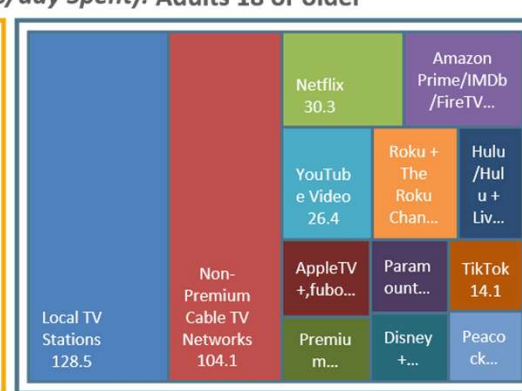 s/day spent): Adults 18 or older
Local TV
Stations
128.5
Non-
Premium
Cable TV
Networks
104.1
Netflix
30.3
Amazon
Prime/IMDb
/FireTV...
YouTub
e Video
26.4
Roku +
The
Roku
Chan...
Hulu
/Hul
u +
Liv...
AppleTV
+,fubo...
Param
ount...
TikTok
14.1
Premiu
m...
Disney
+...
Peaco
ck...